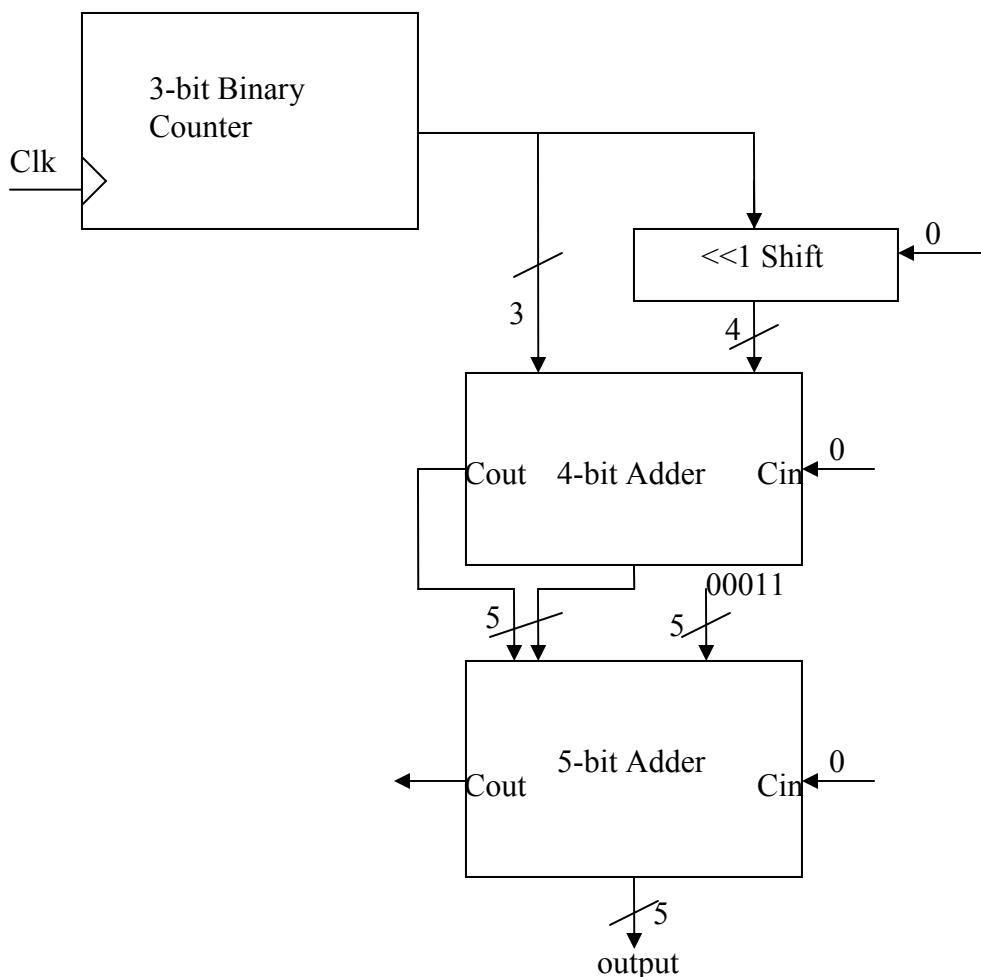 3-bit Binary
Counter
Clk
0
<<1 Shift
3
4
0
Cout 4-bit Adder Cin
00011
5
5
0
5-bit Adder
Cout Cin
5
output